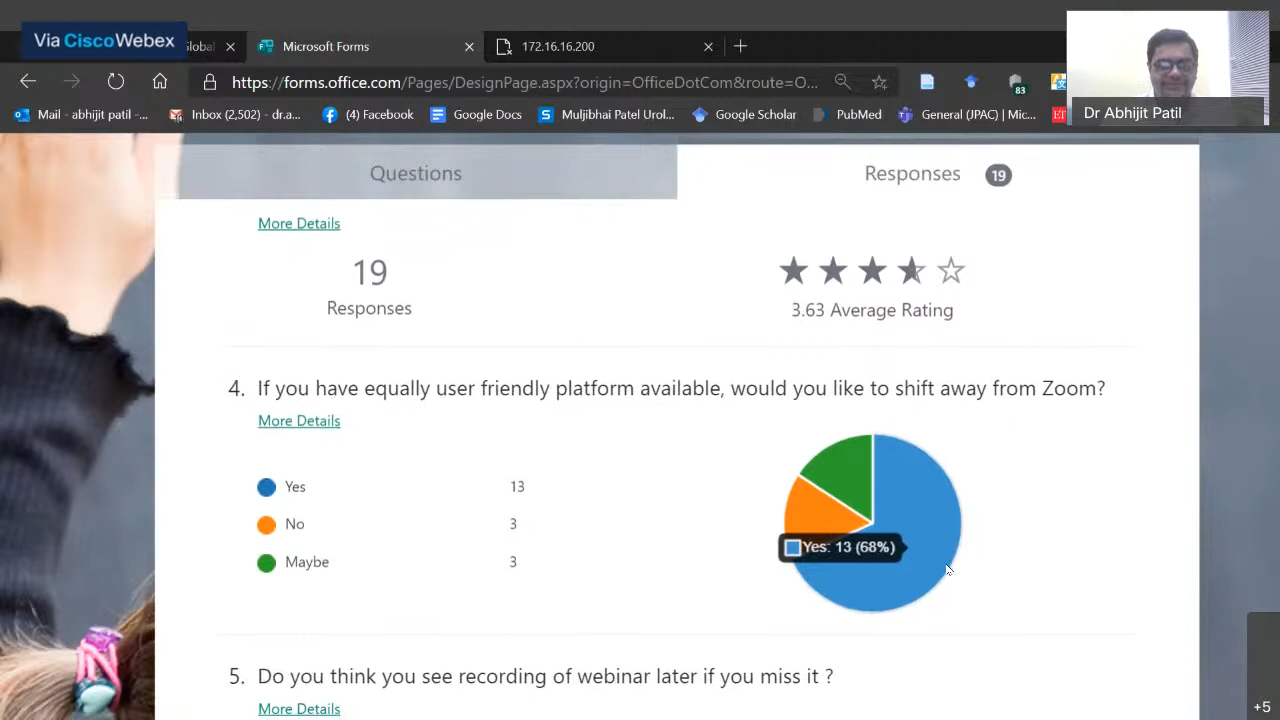 Via CiscoWebex
Global
Microsoft Forms
172.16.16.200
https://forms.office.com/Pages/DesignPage.aspx?origin=OfficeDotCom&route=O...
83
Mail - abhijit patil -...
Inbox (2,502) - dr.a...
Facebook
Google Docs
S
Muljibhai Patel Urol...
Google Scholar
PubMed
General (JPAC) | Mic...
ET
Dr Abhijit Patil
Questions
Responses 19
More Details
19
Responses
3.63 Average Rating
4. If you have equally user friendly platform available, would you like to shift away from Zoom?
More Details
Yes 13
No 3
Maybe 3
Yes: 13 (68%)
5. Do you think you see recording of webinar later if you miss it ?
More Details
+5